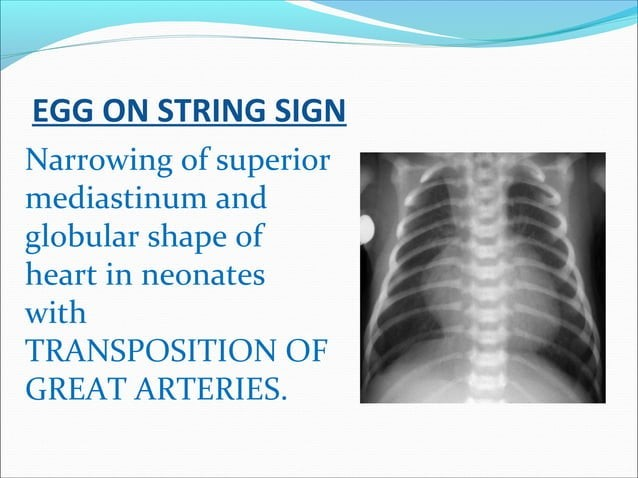 EGG ON STRING SIGN
Narrowing of superior
mediastinum and
globular shape of
heart in neonates
with
TRANSPOSITION OF
GREAT ARTERIES.